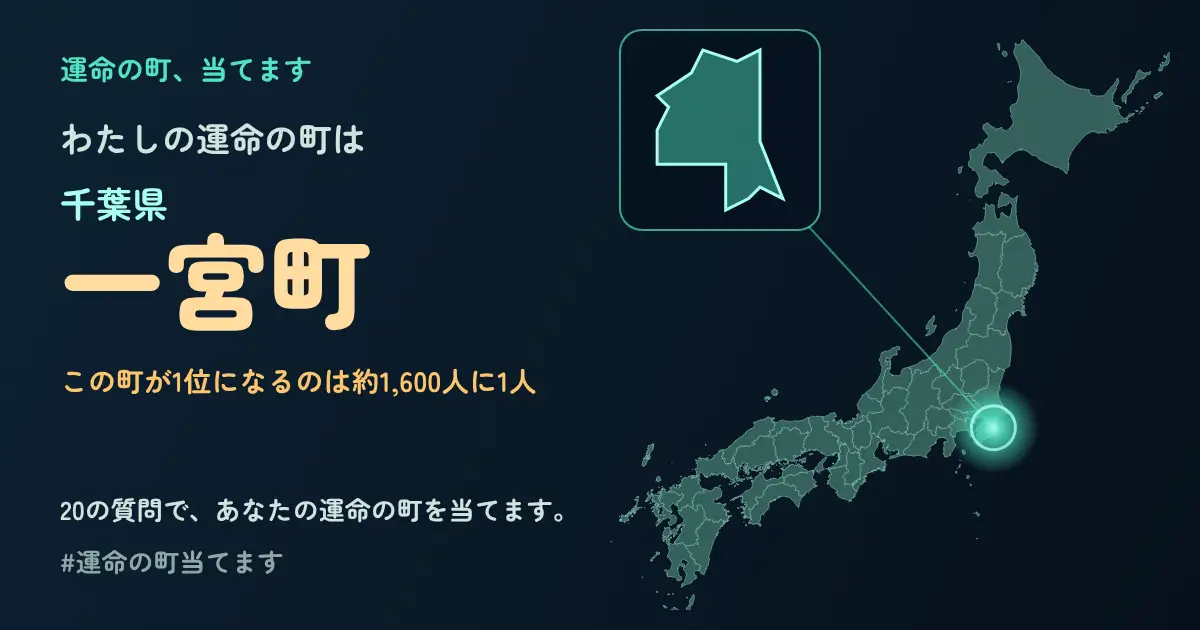 運命の町、当てます
わたしの運命の町は
千葉県
一宮町
この町が1位になるのは約1,600人に1人
20の質問で、あなたの運命の町を当てます。
#運命の町当てます